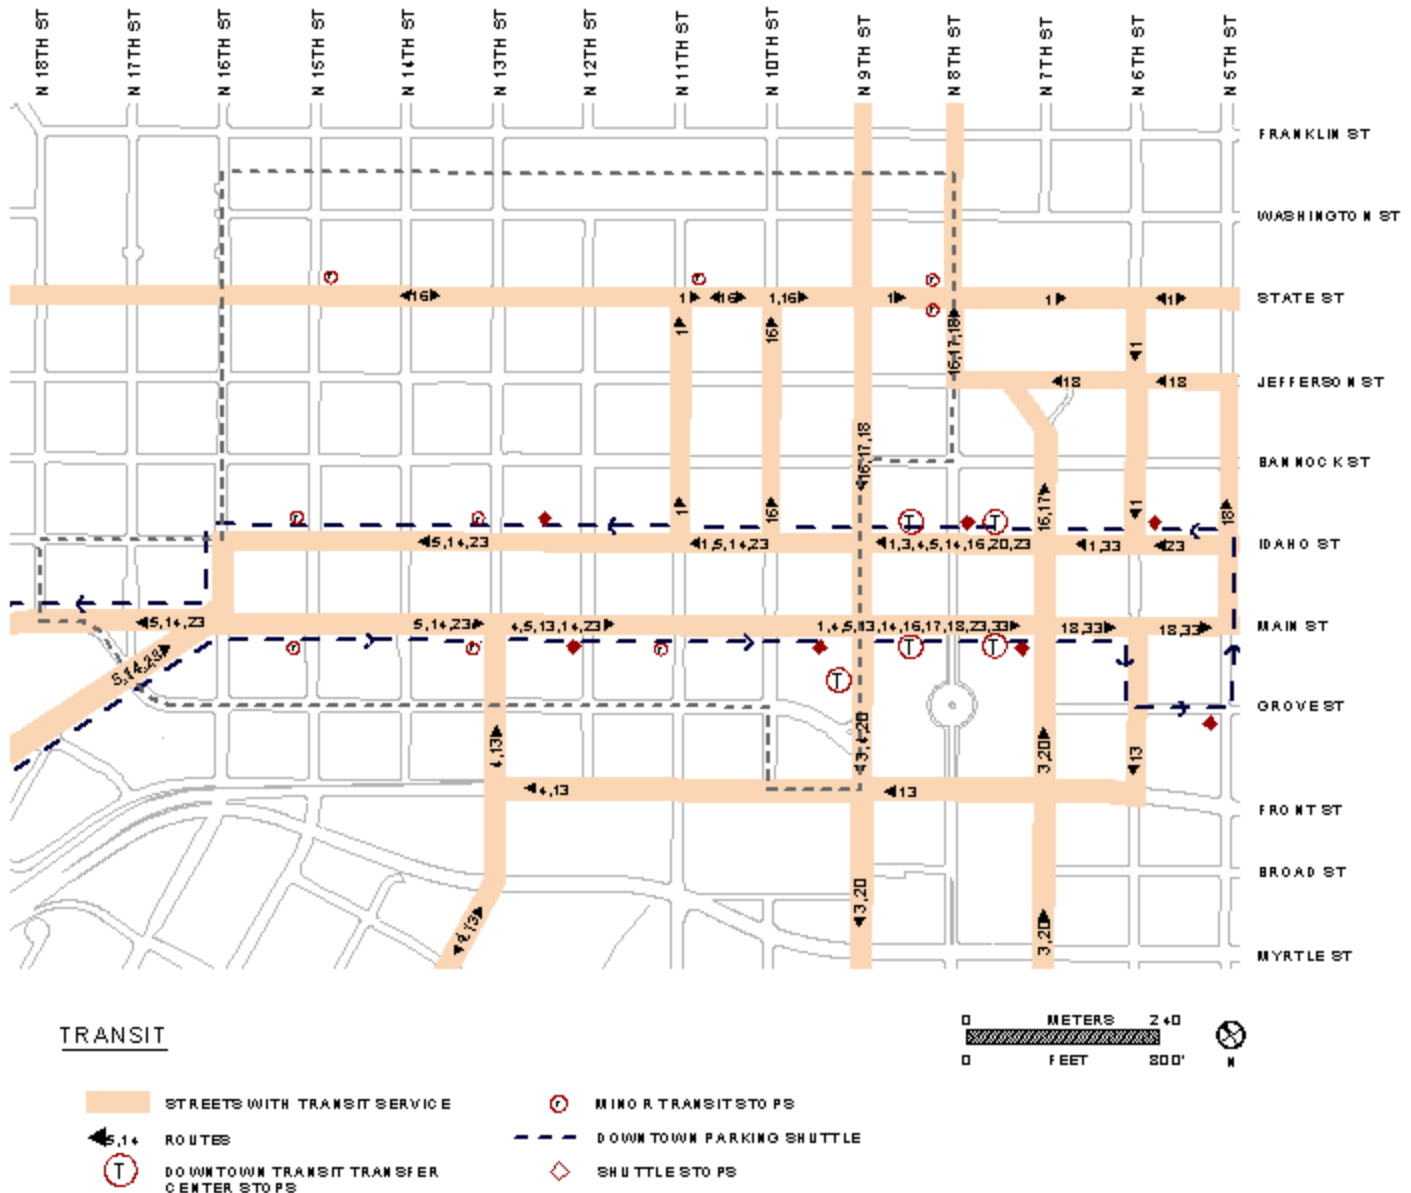 N 18TH ST
N 17TH ST
N 16TH ST
N 15TH ST
N 14TH ST
N 13TH ST
N 12TH ST
N 11TH ST
N 10TH ST
N 9TH ST
N 8TH ST
N 7TH ST
N 6TH ST
N 5TH ST
FRANKLIN ST
WASHINGTON ST
16
1
16
1,16
1
1
1
STATE ST
1
16
16,17,18
1
18
18
JEFFERSON ST
16,17,18
BANNOCK ST
1
16
16,17
1
18
5,14,23
1,5,14,23
1,3,4,5,14,16,20,23
1,33
23
IDAHO ST
5,14,23
5,14,23
4,5,13,14,23
1,4,5,13,14,16,17,18,23,33
18,33
18,33
MAIN ST
5,14,23
GROVE ST
4,13
3,4,20
3,20
13
4,13
13
FRONT ST
BROAD ST
4,13
3,20
3,20
MYRTLE ST
TRANSIT
0 METERS 240
0 FEET 800'
N
STREETS WITH TRANSIT SERVICE
MINOR TRANSIT STOPS
5,14 ROUTES
DOWNTOWN PARKING SHUTTLE
T DOWNTOWN TRANSIT TRANSFER
CENTER STOPS
SHUTTLE STOPS